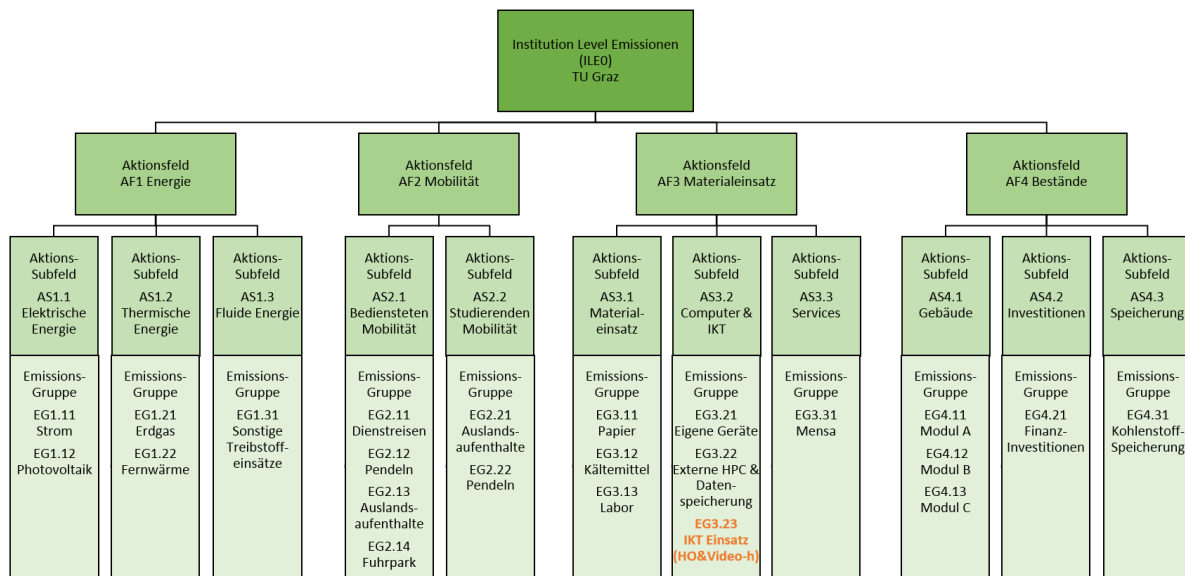 Institution Level Emissionen
(ILE0)
TU Graz
Aktionsfeld
AF1 Energie
Aktionsfeld
AF2 Mobilität
Aktionsfeld
AF3 Materialeinsatz
Aktionsfeld
AF4 Bestände
Aktions-
Subfeld
AS1.1
Elektrische
Energie
Aktions-
Subfeld
AS1.2
Thermische
Energie
Aktions-
Subfeld
AS1.3
Fluide Energie
Aktions-
Subfeld
AS2.1
Bediensteten
Mobilität
Aktions-
Subfeld
AS2.2
Studierenden
Mobilität
Aktions-
Subfeld
AS3.1
Material-
einsatz
Aktions-
Subfeld
AS3.2
Computer &
IKT
Aktions-
Subfeld
AS3.3
Services
Aktions-
Subfeld
AS4.1
Gebäude
Aktions-
Subfeld
AS4.2
Investitionen
Aktions-
Subfeld
AS4.3
Speicherung
Emissions-
Gruppe
EG1.11
Strom
EG1.12
Photovoltaik
Emissions-
Gruppe
EG1.21
Erdgas
EG1.22
Fernwärme
Emissions-
Gruppe
EG1.31
Sonstige
Treibstoff-
einsätze
Emissions-
Gruppe
EG2.11
Dienstreisen
EG2.12
Pendeln
EG2.13
Auslands-
aufenthalte
EG2.14
Fuhrpark
Emissions-
Gruppe
EG2.21
Auslands-
aufenthalte
EG2.22
Pendeln
Emissions-
Gruppe
EG3.11
Papier
EG3.12
Kältemittel
EG3.13
Labor
Emissions-
Gruppe
EG3.21
Eigene Geräte
EG3.22
Externe HPC &
Daten-
speicherung
EG3.23
IKT Einsatz
(HO&Video-h)
Emissions-
Gruppe
EG3.31
Mensa
Emissions-
Gruppe
EG4.11
Modul A
EG4.12
Modul B
EG4.13
Modul C
Emissions-
Gruppe
EG4.21
Finanz-
Investitionen
Emissions-
Gruppe
EG4.31
Kohlenstoff-
Speicherung